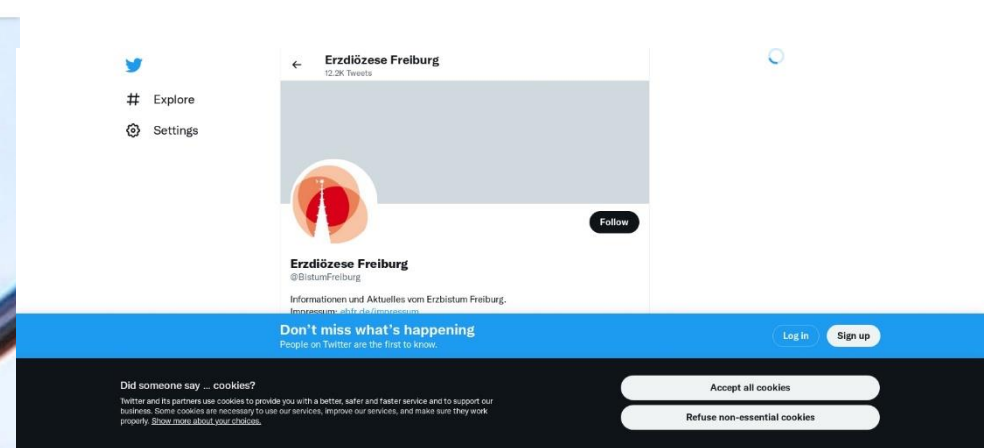 Erzdiözese Freiburg
12.2K Tweets
Explore
Settings
Follow
Erzdiözese Freiburg
@BistumFreiburg
Informationen und Aktuelles vom Erzbistum Freiburg.
Impressum: ebfr.de/impressum
Don't miss what's happening
People on Twitter are the first to know.
Log in
Sign up
Did someone say … cookies?
Twitter and its partners use cookies to provide you with a better, safer and faster service and to support our
business. Some cookies are necessary to use our services, improve our services, and make sure they work
properly. Show more about your choices.
Accept all cookies
Refuse non-essential cookies